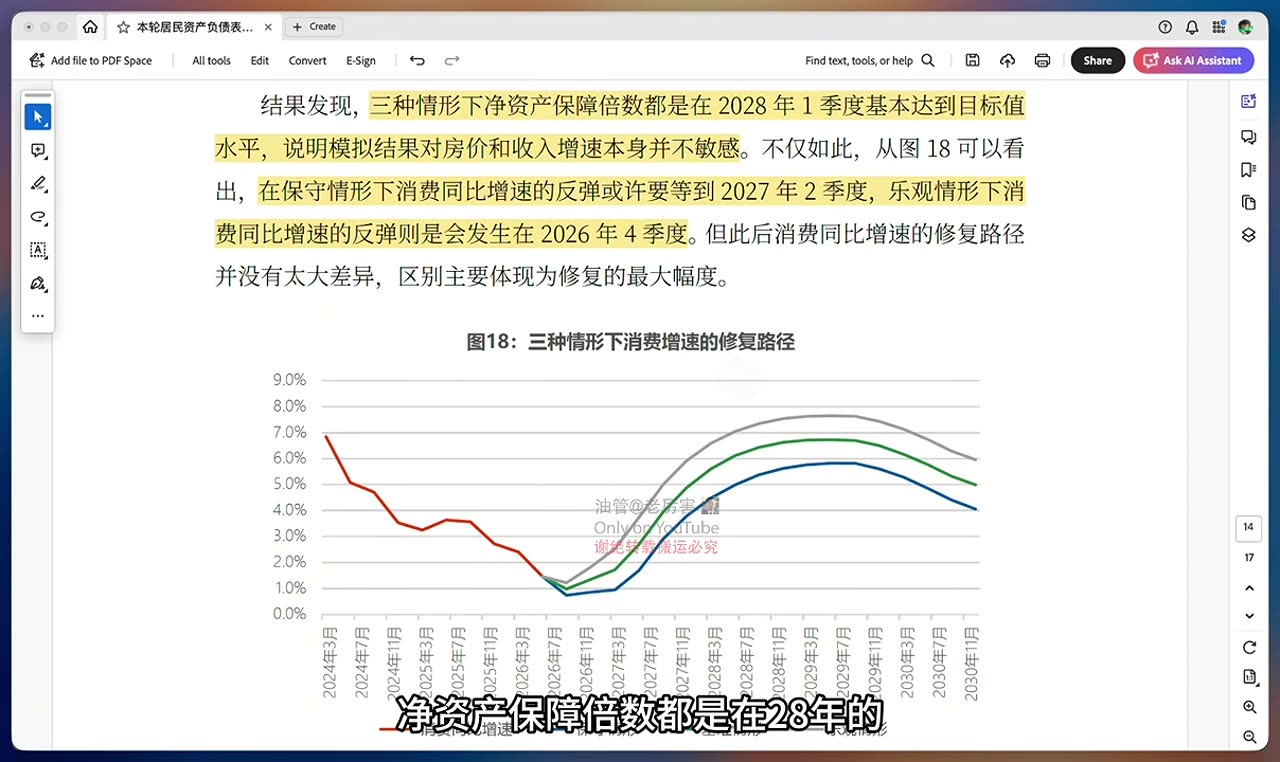 本轮居民资产负债表...
Create
Add file to PDF Space
All tools
Edit
Convert
E-Sign
Find text, tools, or help
Share
Ask AI Assistant
结果发现，三种情形下净资产保障倍数都是在 2028 年 1 季度基本达到目标值
水平，说明模拟结果对房价和收入增速本身并不敏感。不仅如此，从图 18 可以看
出，在保守情形下消费同比增速的反弹或许要等到 2027 年 2 季度，乐观情形下消
费同比增速的反弹则是会发生在 2026 年 4 季度。但此后消费同比增速的修复路径
并没有太大差异，区别主要体现为修复的最大幅度。
图18：三种情形下消费增速的修复路径
9.0%
8.0%
7.0%
6.0%
5.0%
4.0%
3.0%
2.0%
1.0%
0.0%
油管@老厉害
Only on YouTube
谢绝转载搬运必究
2024年3月
2024年7月
2024年11月
2025年3月
2025年7月
2025年11月
2026年3月
2026年7月
2026年11月
2027年3月
2027年7月
2027年11月
2028年3月
2028年7月
2028年11月
2029年3月
2029年7月
2029年11月
2030年3月
2030年7月
2030年11月
消费同比增速
乐观情形
净资产保障倍数都是在28年的
14
17